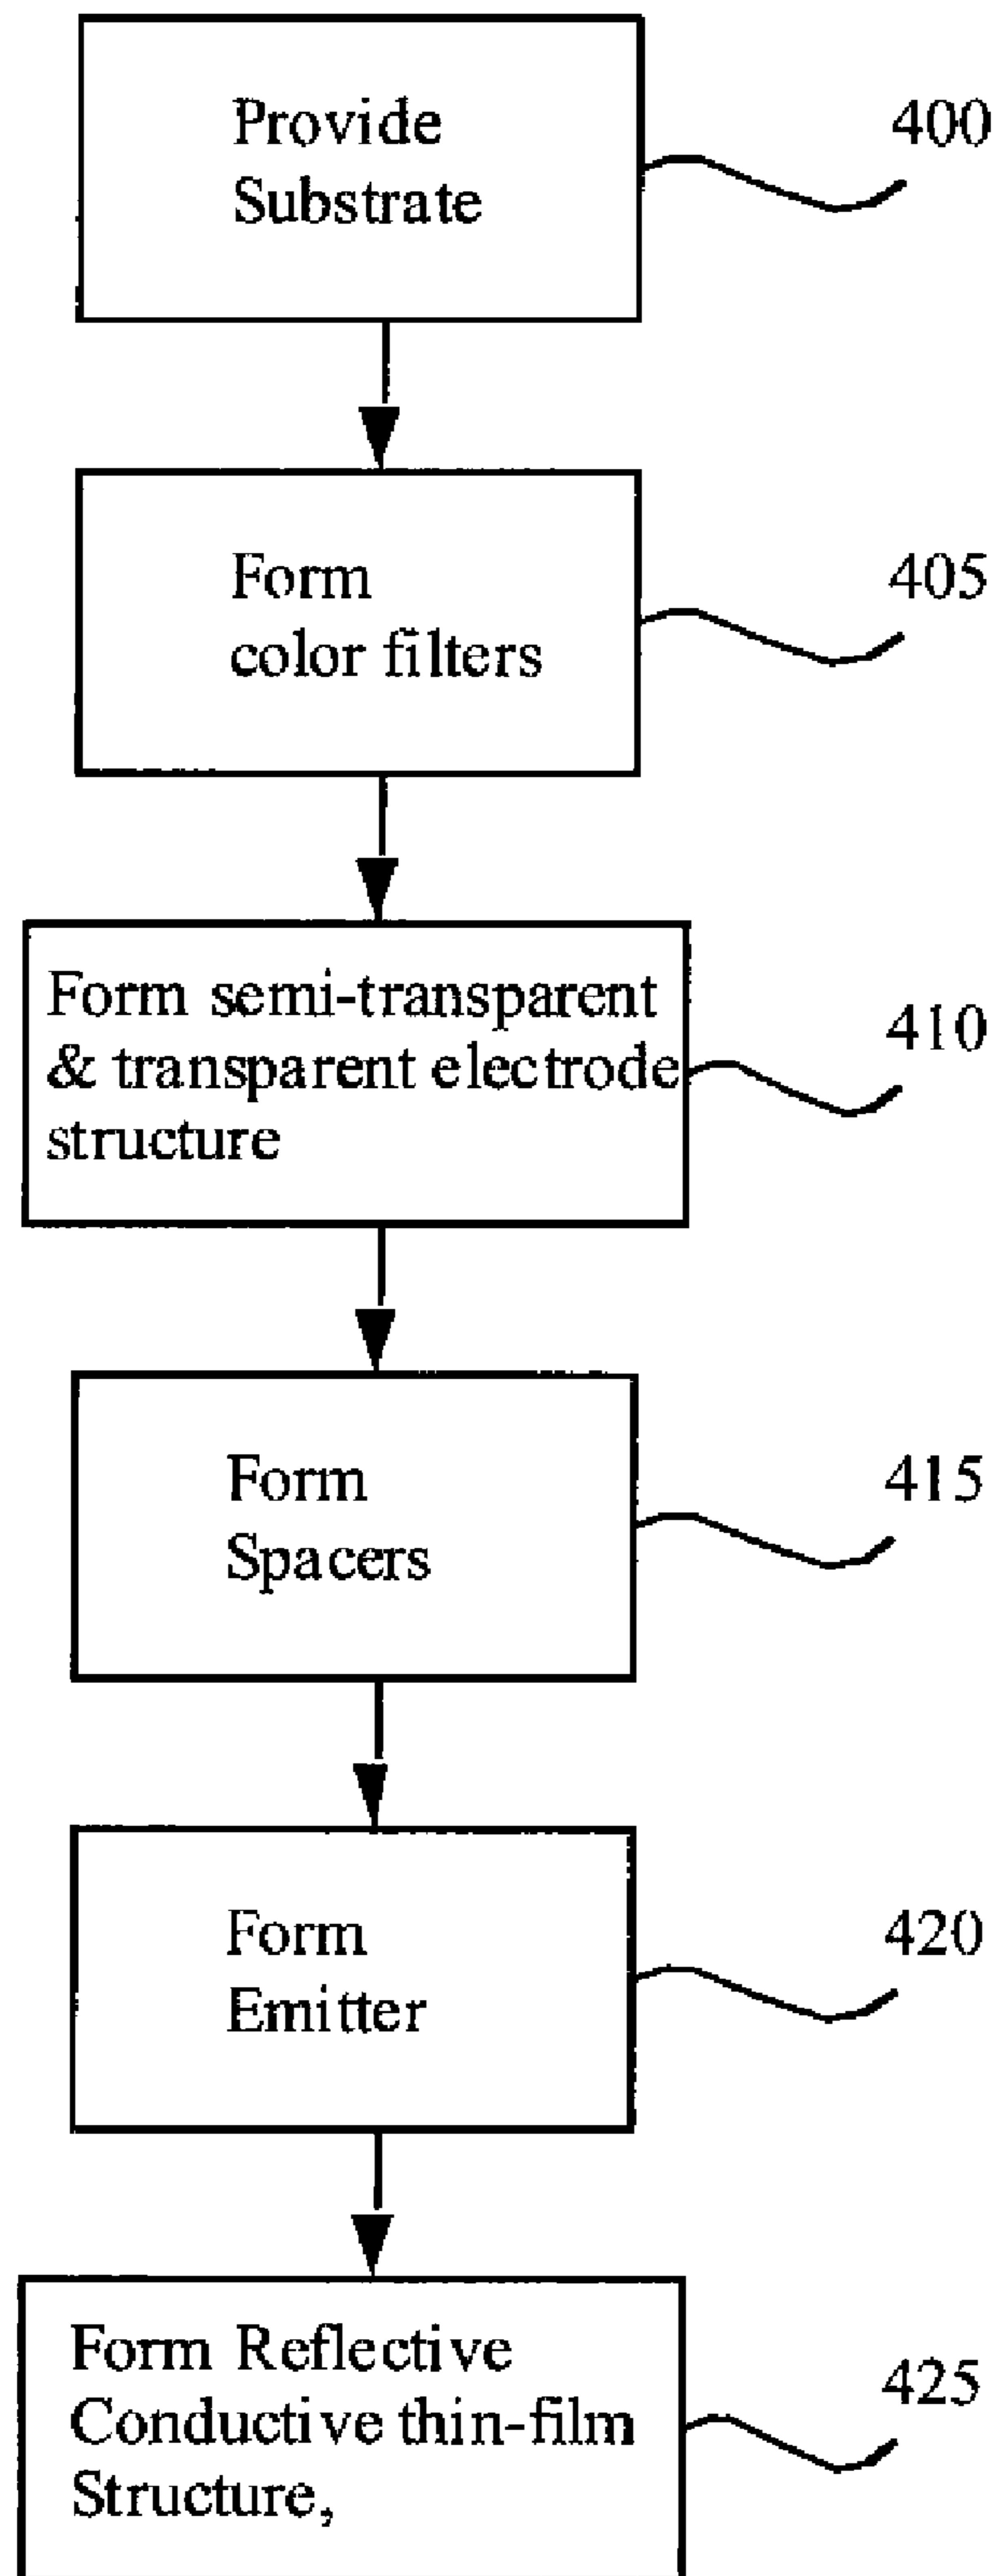 Provide
Substrate
400
Form
color filters
405
Form semi-transparent
& transparent electrode
structure
410
Form
Spacers
415
Form
Emitter
420
Form Reflective
Conductive thin-film
Structure,
425